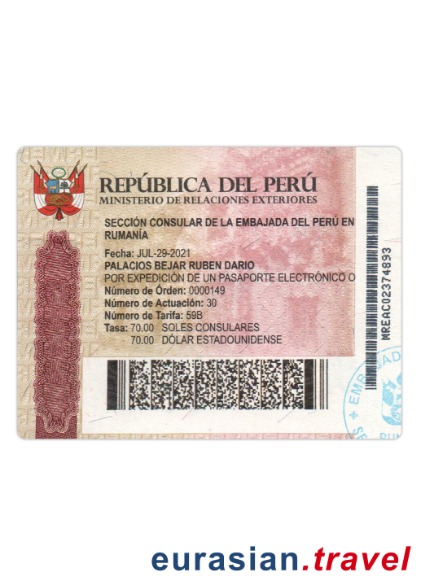 REPÚBLICA DEL PERÚ
MINISTERIO DE RELACIONES EXTERIORES
SECCIÓN CONSULAR DE LA EMBAJADA DEL PERÚ EN
RUMANÍA
Fecha: JUL-29-2021
PALACIOS BEJAR RUBEN DARIO
POR EXPEDICIÓN DE UN PASAPORTE ELECTRÓNICO O
Número de Órden: 0000149
Número de Actuación: 30
Número de Tarifa: 59B
Tasa: 70.00 SOLES CONSULARES
70.00 DÓLAR ESTADOUNIDENSE
MREAC02374893
EMBAJAD
eurasian.travel